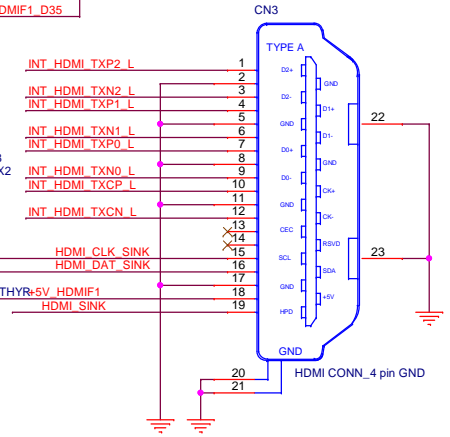 DMIF1_D35
CN3
TYPE A
INT_HDMI_TXP2_L 1 D2+
2 GND
INT_HDMI_TXN2_L 3 D2-
INT_HDMI_TXP1_L 4 D1+
5 GND
INT_HDMI_TXN1_L 6 D1-
INT_HDMI_TXP0_L 7 D0+
8 GND
X2
INT_HDMI_TXN0_L 9 D0-
INT_HDMI_TXCP_L 10 CK+
11 GND
INT_HDMI_TXCN_L 12 CK-
13 CEC
14 RSVD
HDMI_CLK_SINK 15 SCL
HDMI_DAT_SINK 16 SDA
17 GND
THYR +5V_HDMIF1 18 +5V
HDMI_SINK 19 HPD
22
23
GND
20
21
HDMI CONN_4 pin GND